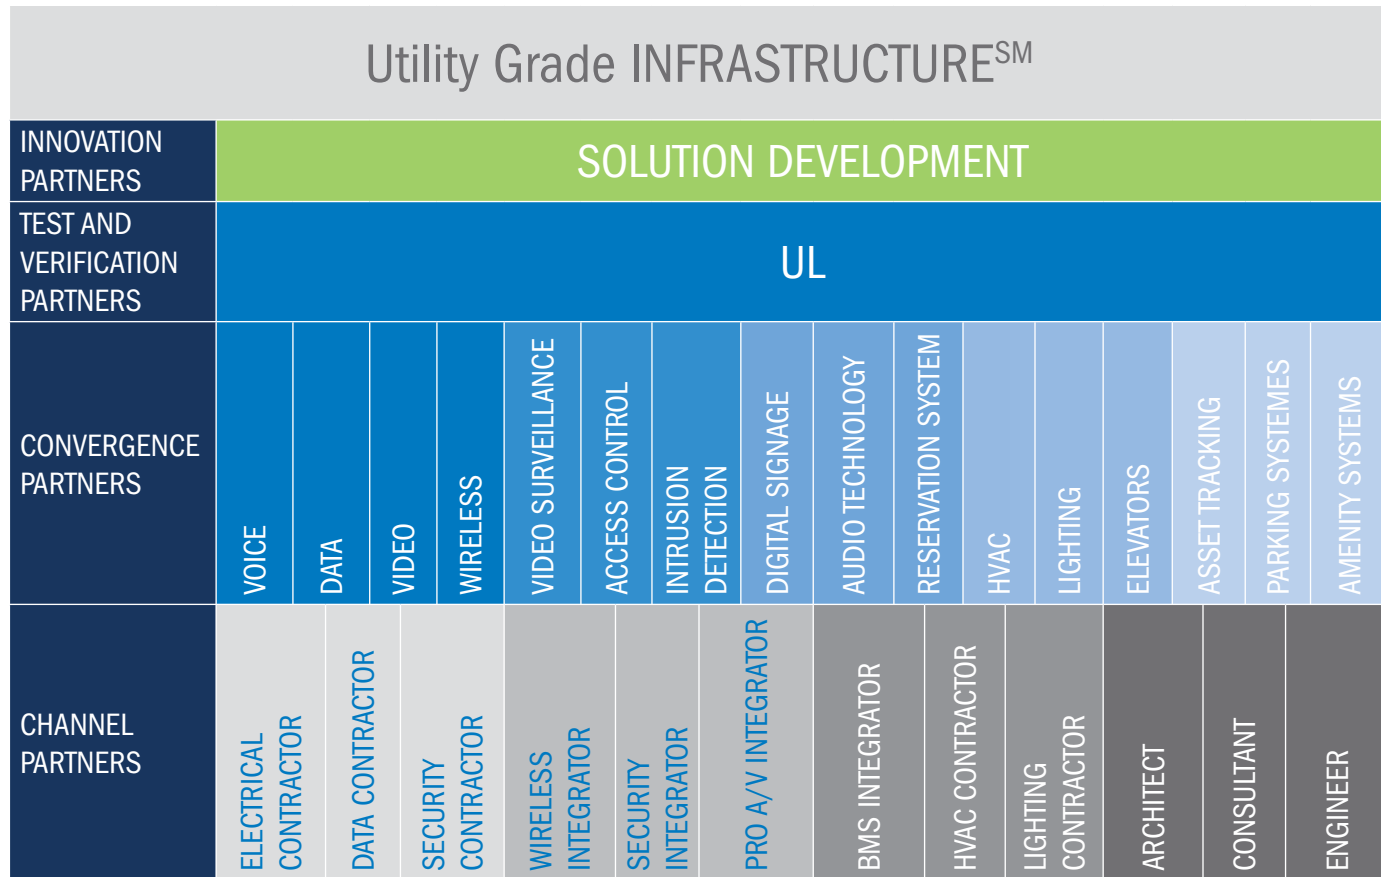 Utility Grade INFRASTRUCTURE℠
INNOVATION
PARTNERS
SOLUTION DEVELOPMENT
TEST AND
VERIFICATION
PARTNERS
UL
CONVERGENCE
PARTNERS
VOICE
DATA
VIDEO
WIRELESS
VIDEO SURVEILLANCE
ACCESS CONTROL
INTRUSION
DETECTION
DIGITAL SIGNAGE
AUDIO TECHNOLOGY
RESERVATION SYSTEM
HVAC
LIGHTING
ELEVATORS
ASSET TRACKING
PARKING SYSTEMES
AMENITY SYSTEMS
CHANNEL
PARTNERS
ELECTRICAL
CONTRACTOR
DATA CONTRACTOR
SECURITY
CONTRACTOR
WIRELESS
INTEGRATOR
SECURITY
INTEGRATOR
PRO A/V INTEGRATOR
BMS INTEGRATOR
HVAC CONTRACTOR
LIGHTING
CONTRACTOR
ARCHITECT
CONSULTANT
ENGINEER